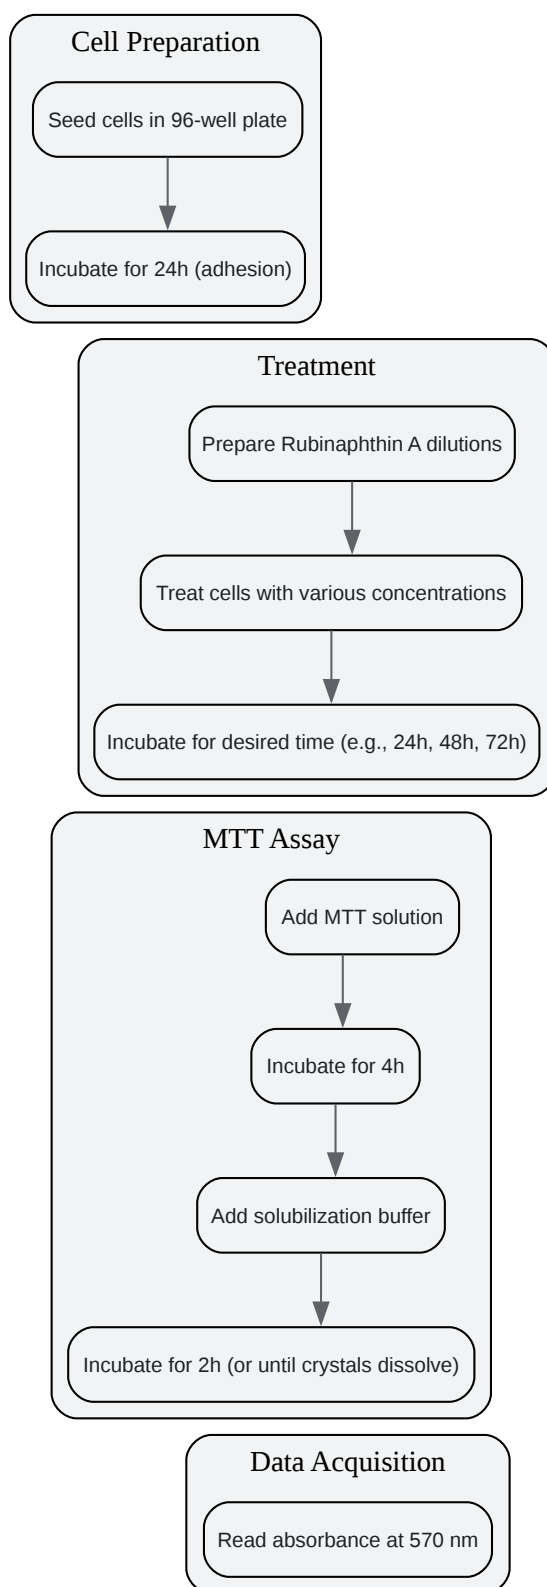 Cell Preparation
Seed cells in 96-well plate
Incubate for 24h (adhesion)
Treatment
Prepare Rubinaphthin A dilutions
Treat cells with various concentrations
Incubate for desired time (e.g., 24h, 48h, 72h)
MTT Assay
Add MTT solution
Incubate for 4h
Add solubilization buffer
Incubate for 2h (or until crystals dissolve)
Data Acquisition
Read absorbance at 570 nm